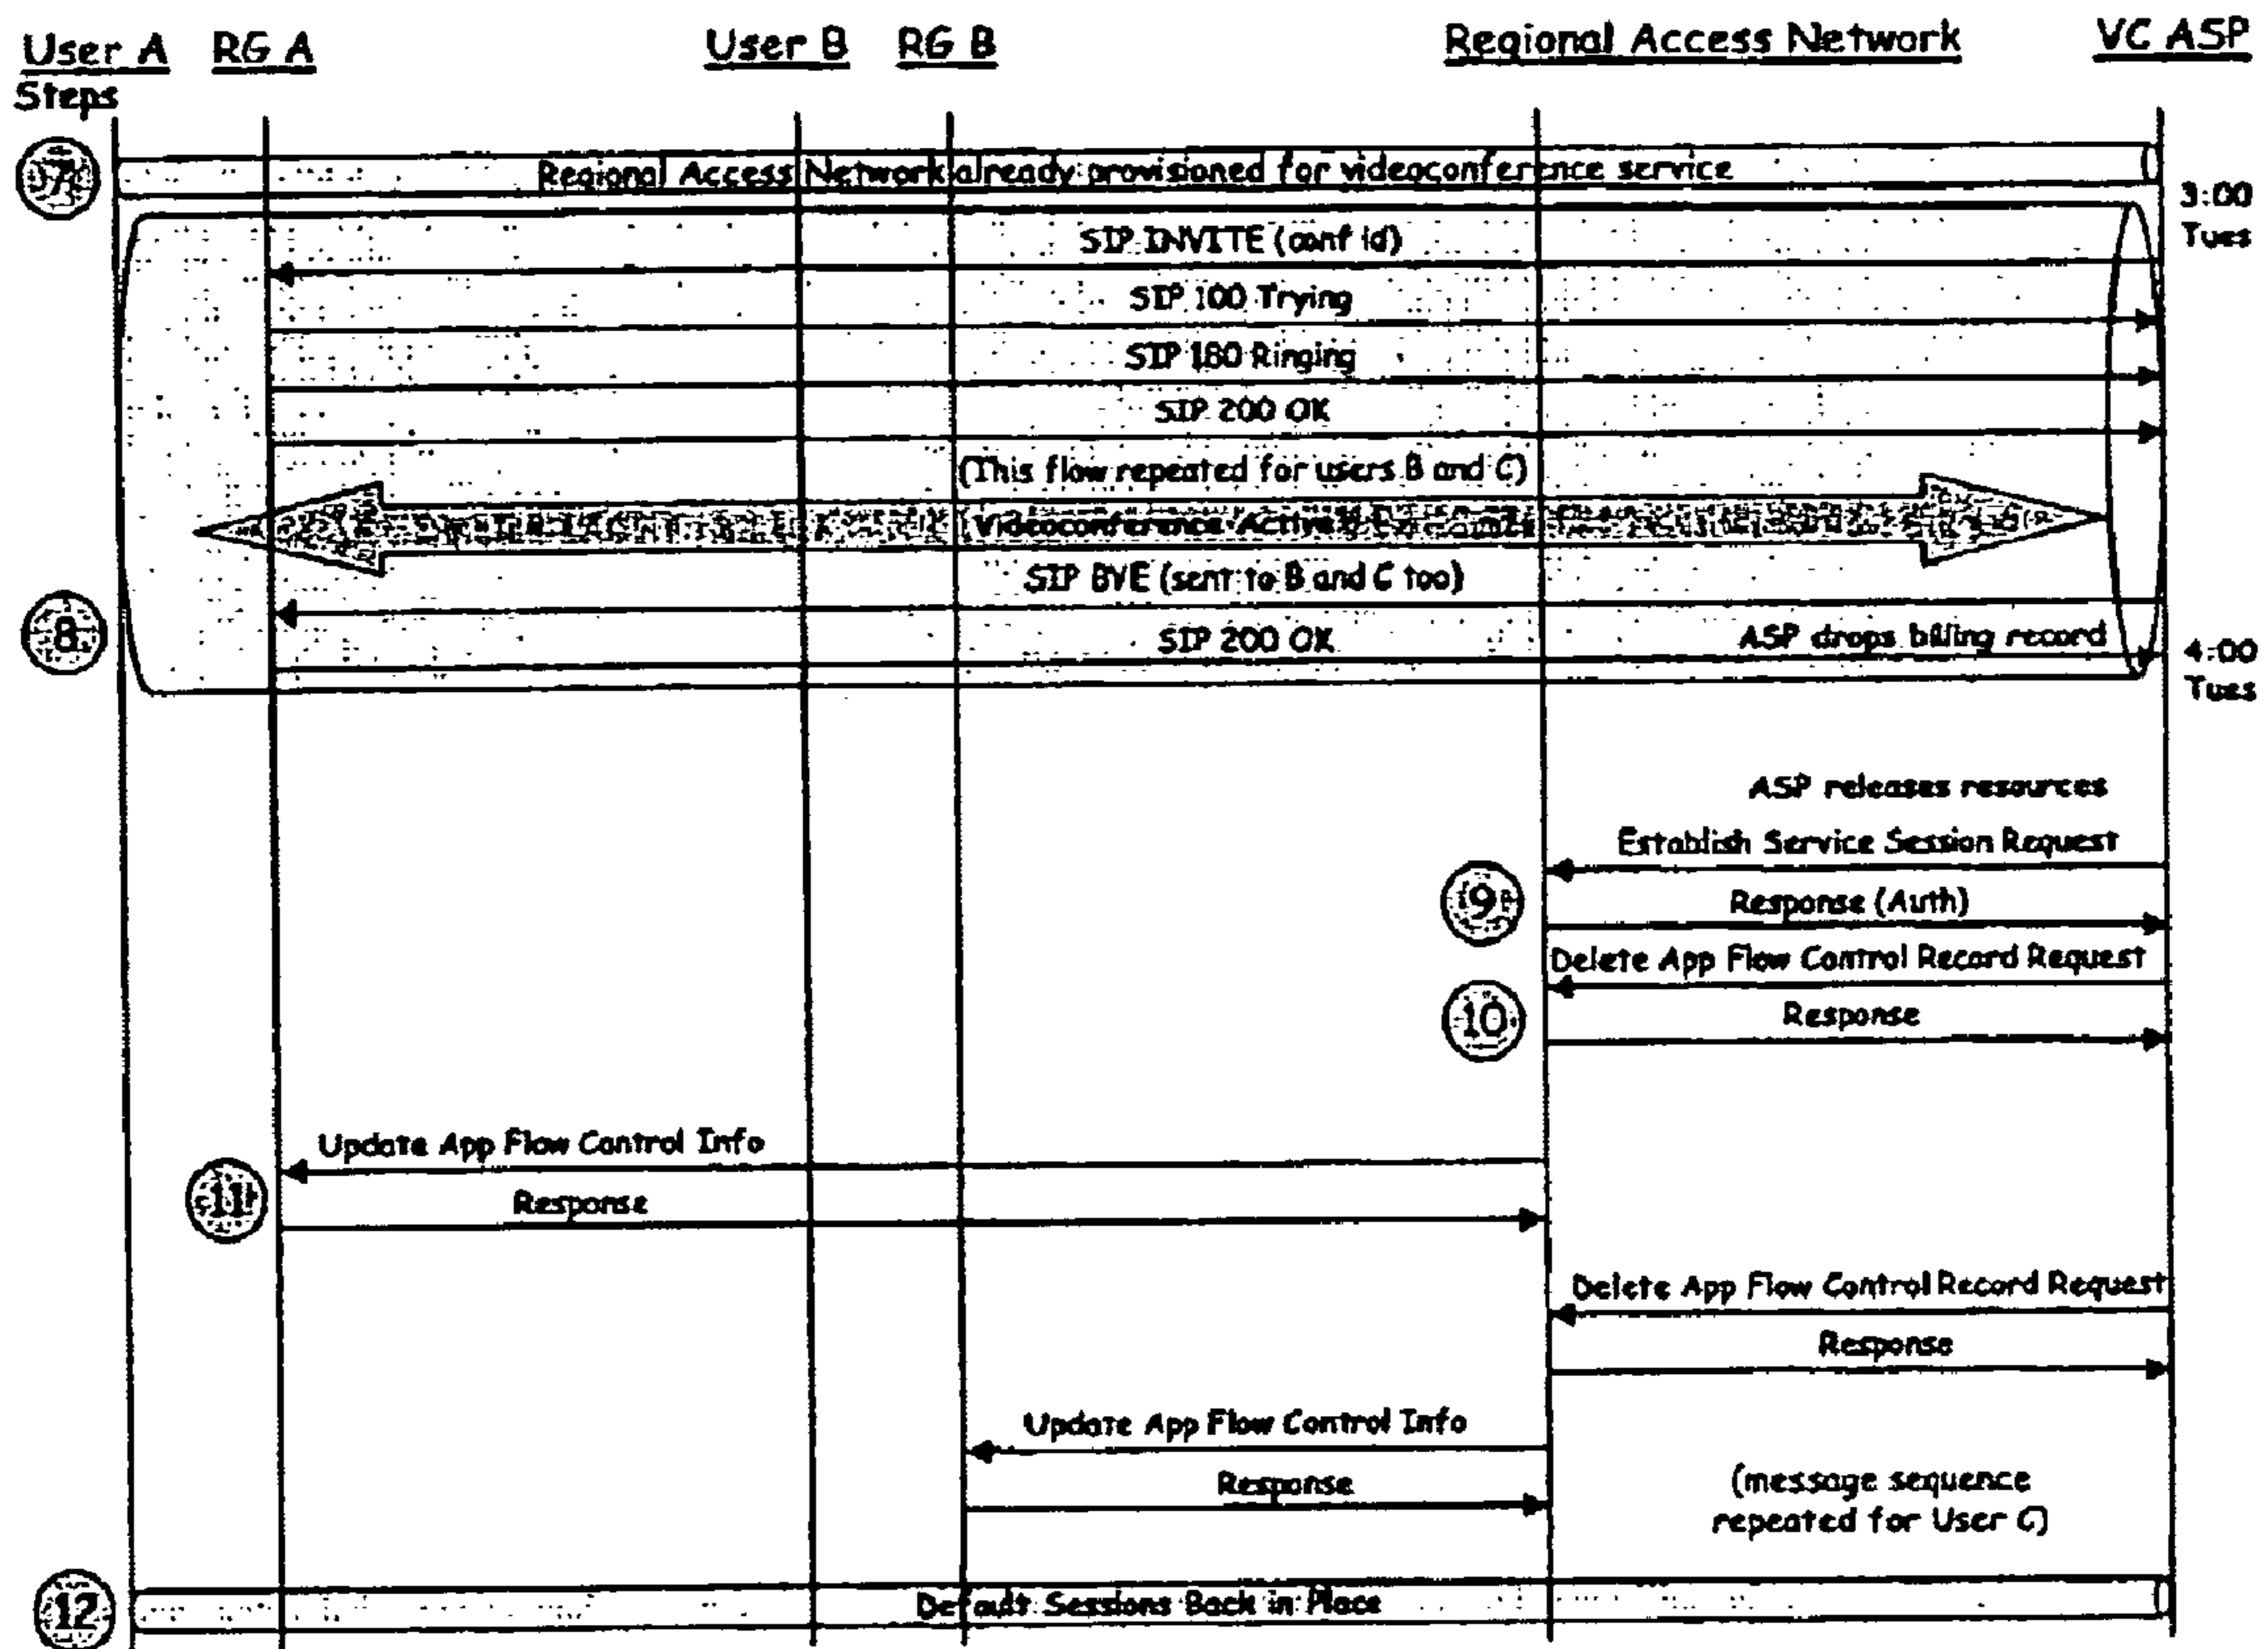 User A RG A User B RG B Regional Access Network VC ASP
Steps
7 Regional Access Network already provisioned for videoconference service
3:00
Tues
SIP INVITE (conf id)
SIP 100 Trying
SIP 180 Ringing
SIP 200 OK
(This flow repeated for users B and C)
Videoconference Active
SIP BYE (sent to B and C too)
8
SIP 200 OK ASP drops billing record
4:00
Tues
ASP releases resources
Establish Service Session Request
9 Response (Auth)
Delete App Flow Control Record Request
10 Response
Update App Flow Control Info
11 Response
Delete App Flow Control Record Request
Response
Update App Flow Control Info
Response
(message sequence
repeated for User C)
12 Default Sessions Back in Place